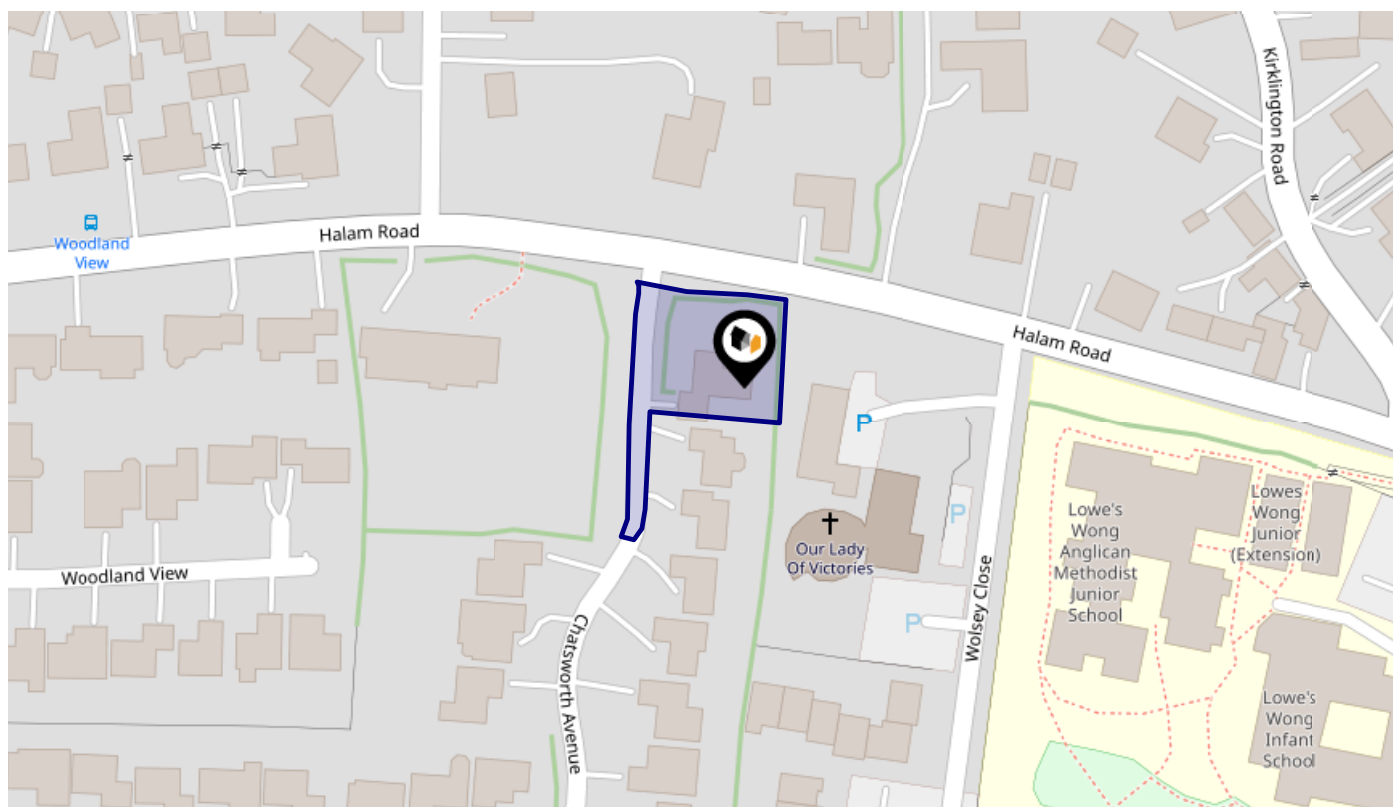 Kirklington Road
Halam Road
Woodland
View
Halam Road
P
Our Lady
Of Victories
P
P
Lowe's
Wong
Anglican
Methodist
Junior
School
Lowes
Wong
Junior
(Extension)
Woodland View
Wolsey Close
Chatsworth Avenue
Lowe's
Wong
Infant
School